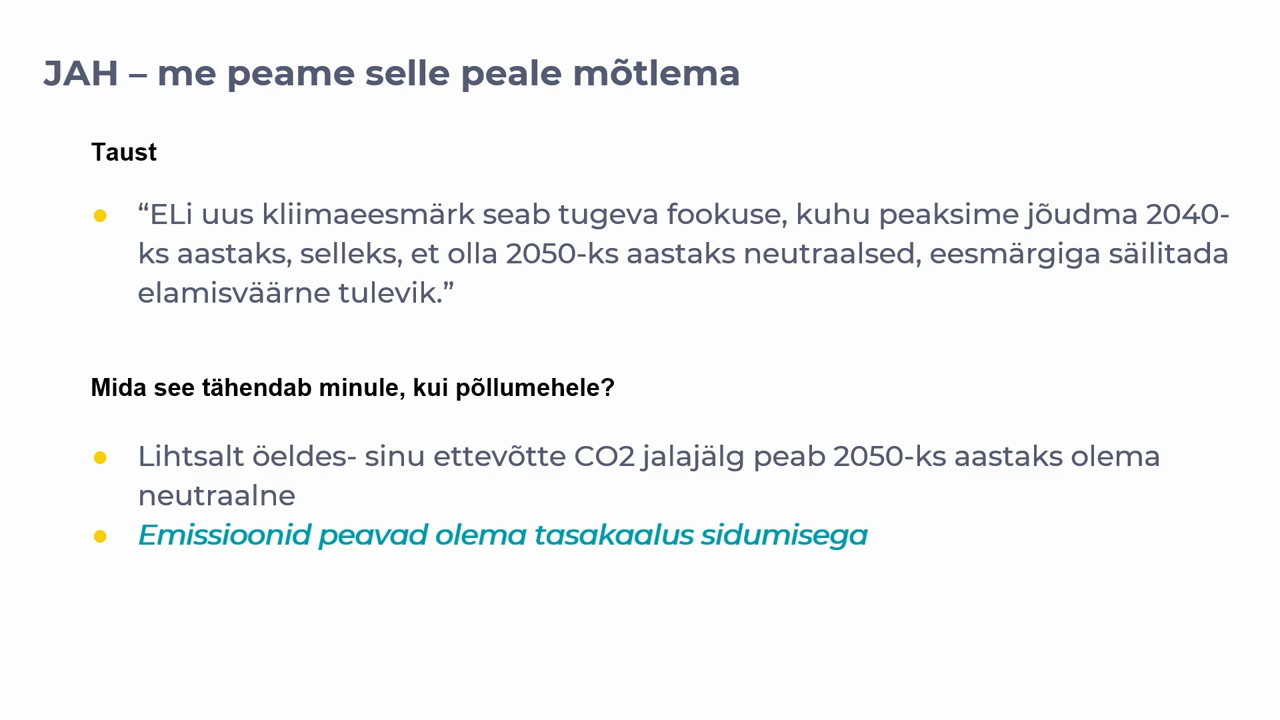 JAH – me peame selle peale mõtlema
Taust
● “ELi uus kliimaeesmärk seab tugeva fookuse, kuhu peaksime jõudma 2040-
ks aastaks, selleks, et olla 2050-ks aastaks neutraalsed, eesmärgiga säilitada
elamisväärne tulevik.”
Mida see tähendab minule, kui põllumehele?
● Lihtsalt öeldes- sinu ettevõtte CO2 jalajälg peab 2050-ks aastaks olema
neutraalne
● Emissioonid peavad olema tasakaalus sidumisega